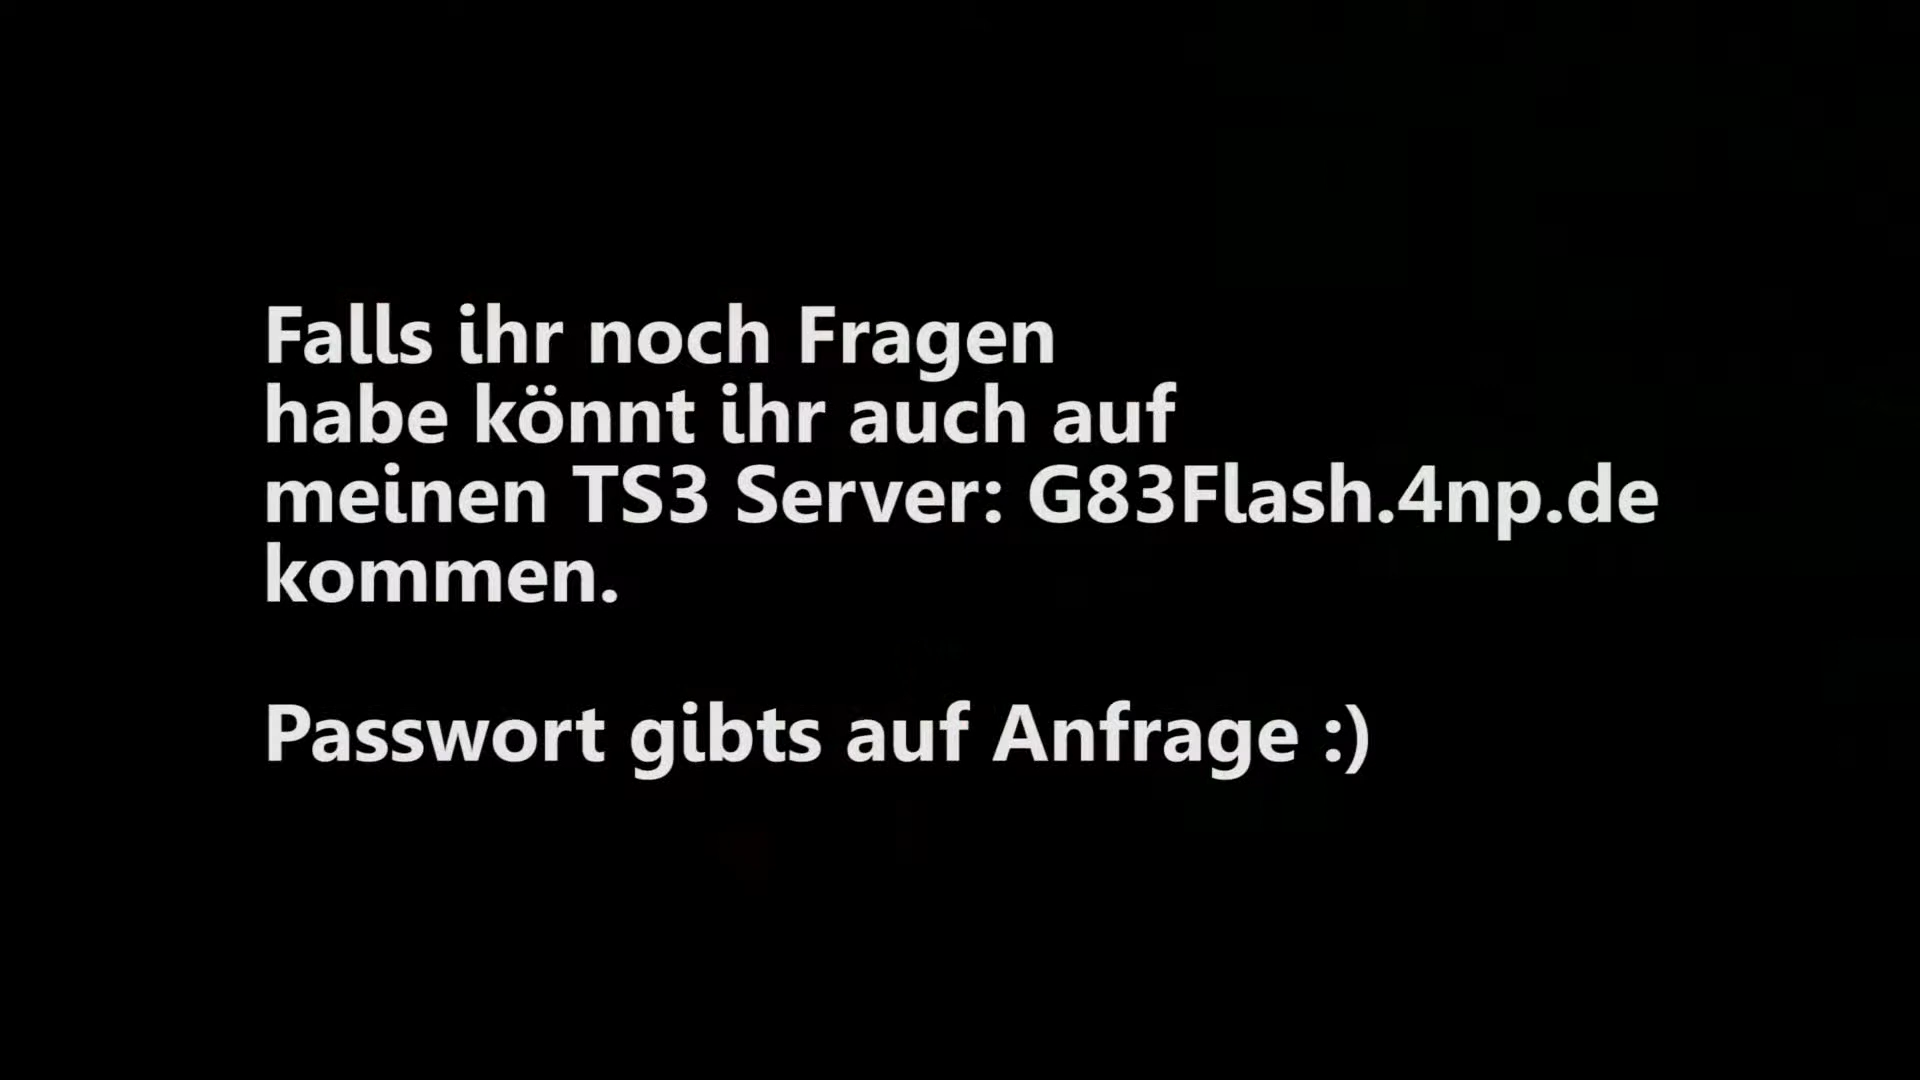 Falls ihr noch Fragen
habe könnt ihr auch auf
meinen TS3 Server: G83Flash.4np.de
kommen.
Passwort gibts auf Anfrage :)